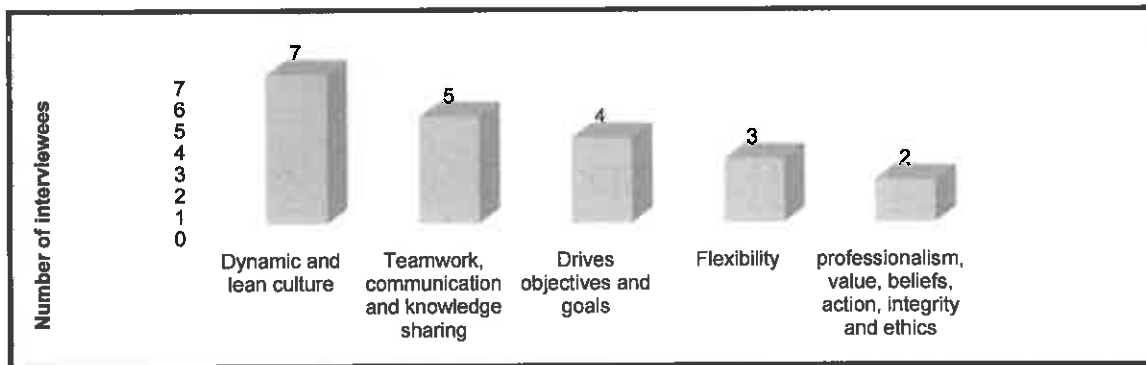 Number of interviewees
7
6
5
4
3
2
1
0
7
5
4
3
2
Dynamic and
lean culture
Teamwork,
communication
and knowledge
sharing
Drives
objectives and
goals
Flexibility
professionalism,
value, beliefs,
action, integrity
and ethics